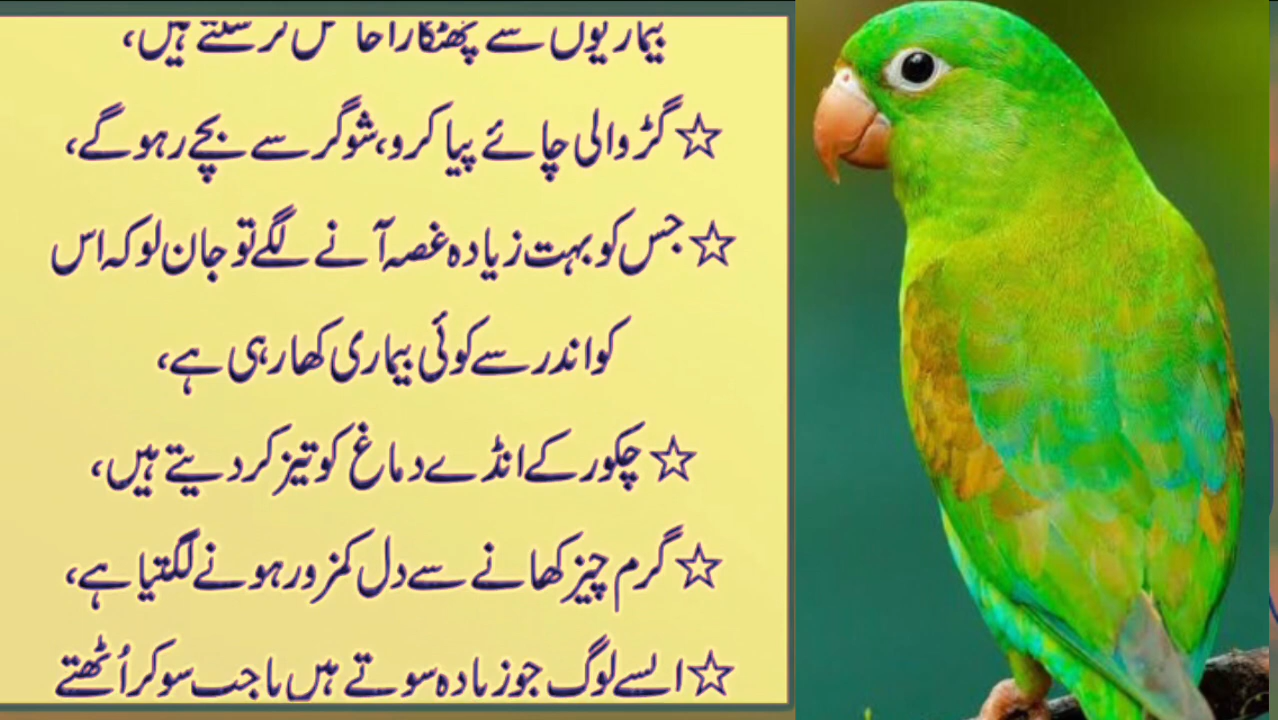 بیماریوں سے چھٹکارا حاصل کر سکتے ہیں،
☆ گڑ والی چائے پیا کرو، شوگر سے بچے رہو گے،
☆ جس کو بہت زیادہ غصہ آنے لگے تو جان لو کہ اس
کو اندر سے کوئی بیماری کھا رہی ہے،
☆ چکور کے انڈے دماغ کو تیز کر دیتے ہیں،
☆ گرم چیز کھانے سے دل کمزور ہونے لگتیا ہے،
☆ ایسے لوگ جو زیادہ سوتے ہیں یا جب سو کر اُٹھتے